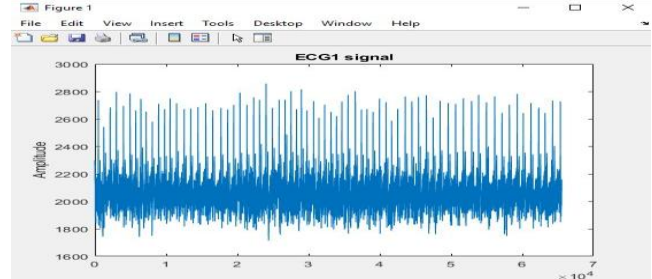 Figure 1
File Edit View Insert Tools Desktop Window Help
ECG1 signal
3000
2800
2600
2400
2200
2000
1800
1600
Amplitude
0 1 2 3 4 5 6 7
× 10^4